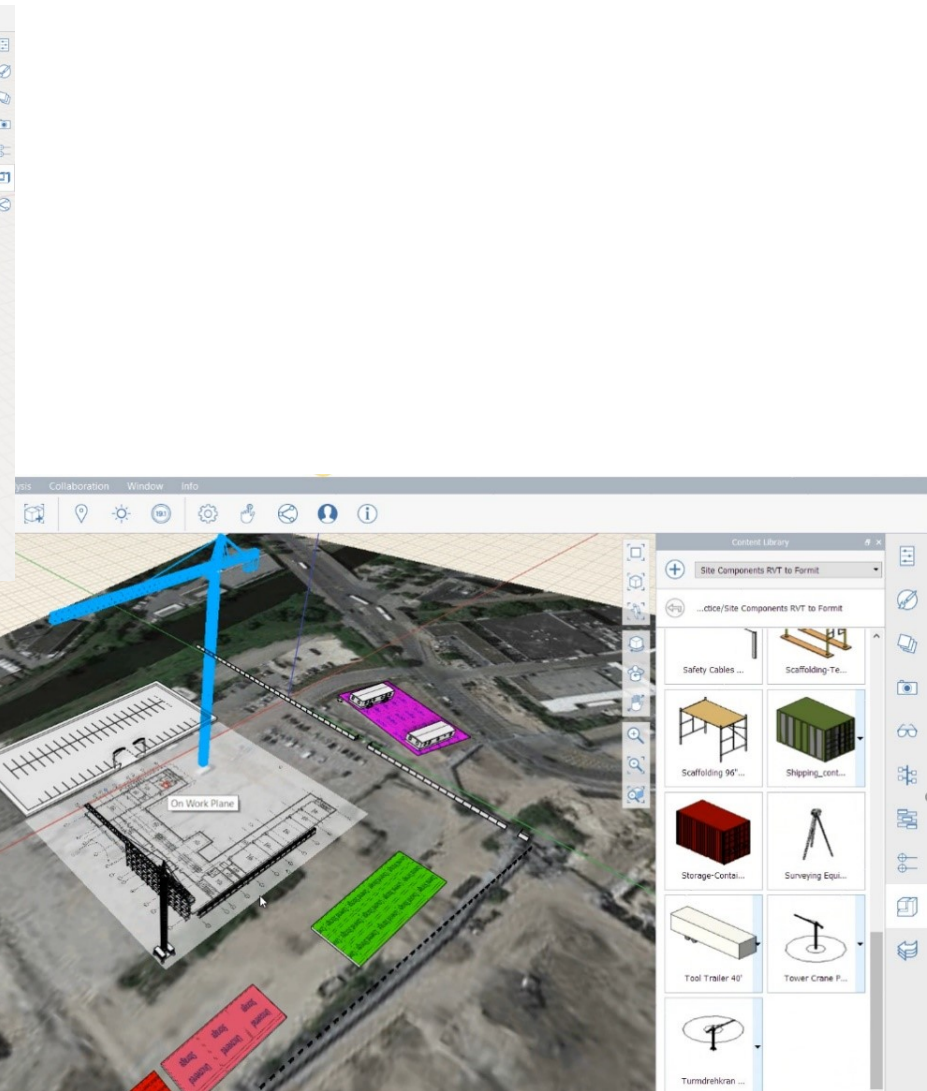 ysis Collaboration Window Info
Content Library
Site Components RVT to Formit
...ctice/Site Components RVT to Formit
Safety Cables ...
Scaffolding-Te...
Scaffolding 96"...
Shipping_cont...
Storage-Contai...
Surveying Equi...
Tool Trailer 40'
Tower Crane P...
Turmdrehkran ...
On Work Plane